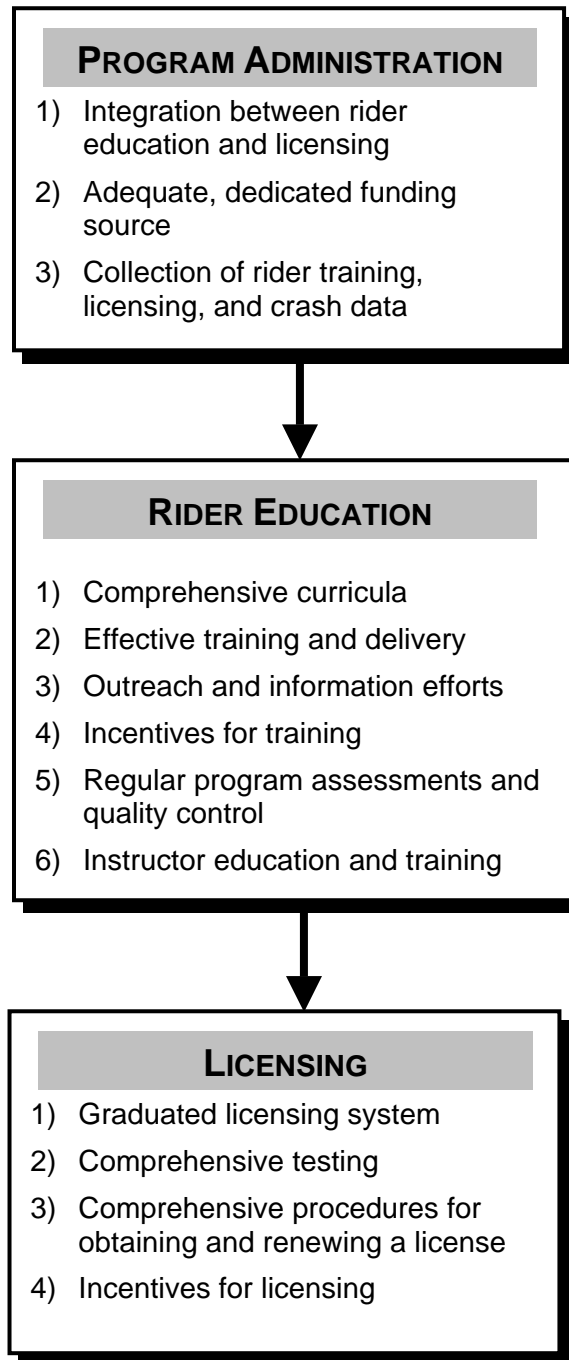 PROGRAM ADMINISTRATION
1) Integration between rider
education and licensing
2) Adequate, dedicated funding
source
3) Collection of rider training,
licensing, and crash data
RIDER EDUCATION
1) Comprehensive curricula
2) Effective training and delivery
3) Outreach and information efforts
4) Incentives for training
5) Regular program assessments and
quality control
6) Instructor education and training
LICENSING
1) Graduated licensing system
2) Comprehensive testing
3) Comprehensive procedures for
obtaining and renewing a license
4) Incentives for licensing